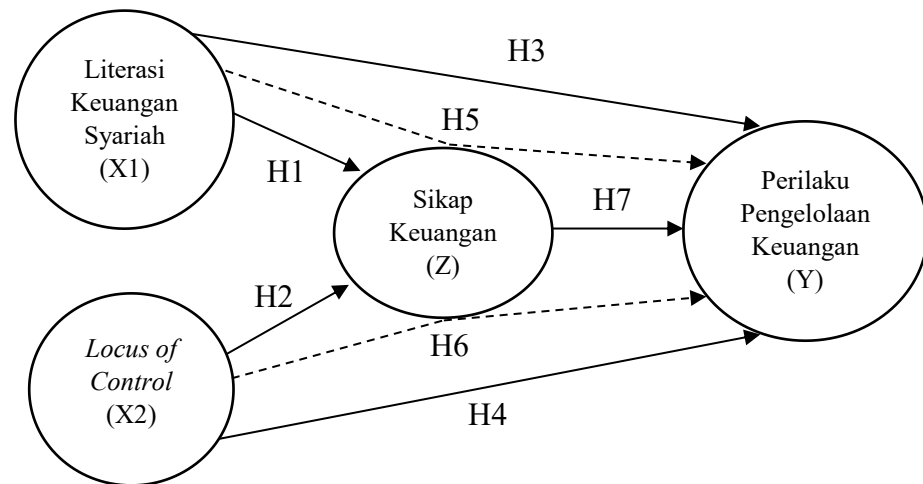 H3
Literasi
Keuangan
Syariah
(X1)
H5
H1
Sikap
Keuangan
(Z)
H7
Perilaku
Pengelolaan
Keuangan
(Y)
H2
H6
Locus of
Control
(X2)
H4